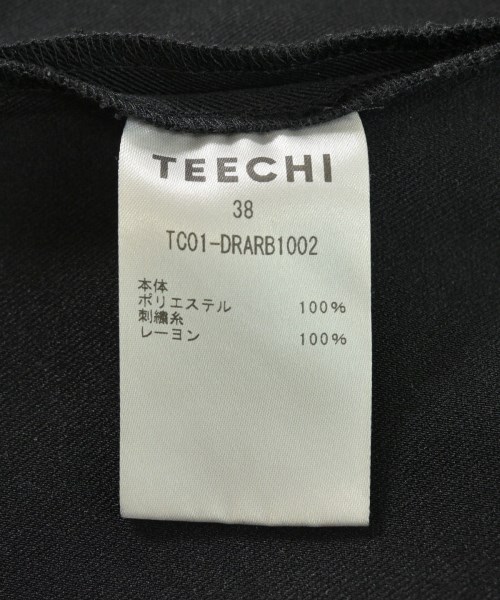 TEECHI
38
TC01-DRARB1002
本体
ポリエステル 100%
刺繍糸
レーヨン 100%